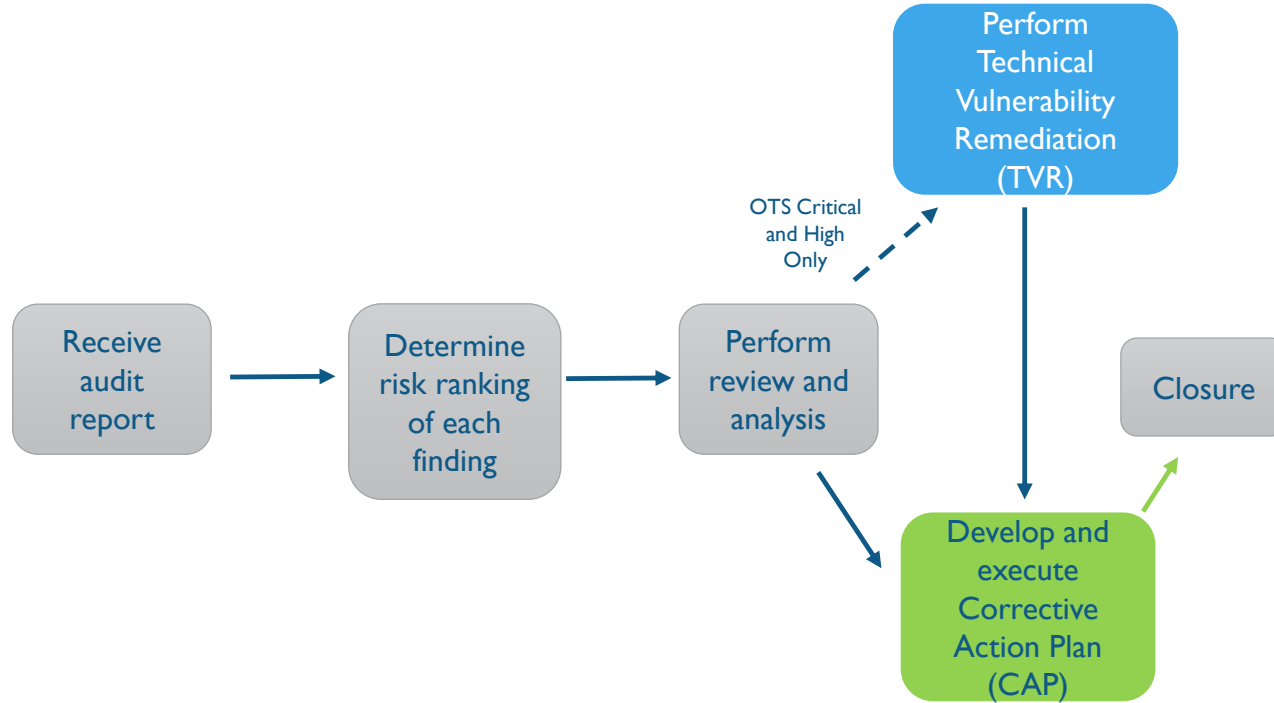 Perform
Technical
Vulnerability
Remediation
(TVR)
OTS Critical
and High
Only
Receive
audit
report
Determine
risk ranking
of each
finding
Perform
review and
analysis
Closure
Develop and
execute
Corrective
Action Plan
(CAP)